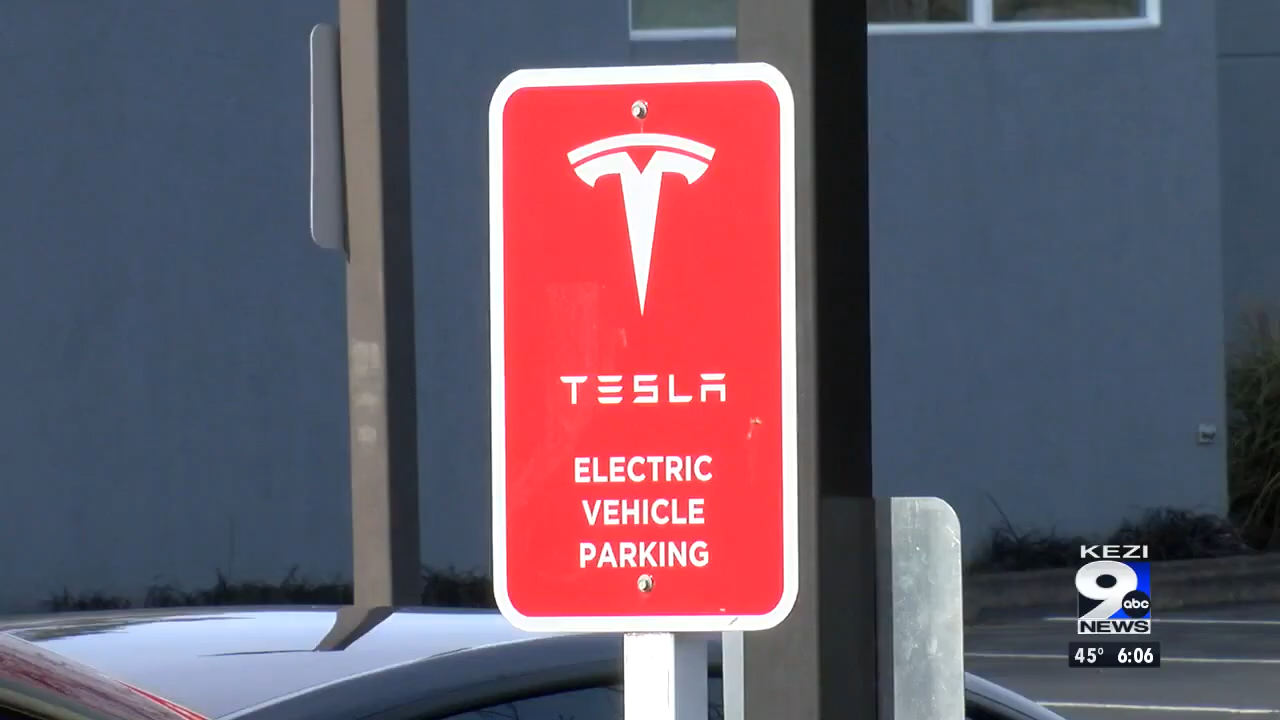 TESLA
ELECTRIC
VEHICLE
PARKING
KEZI
9 abc
NEWS
45° 6:06